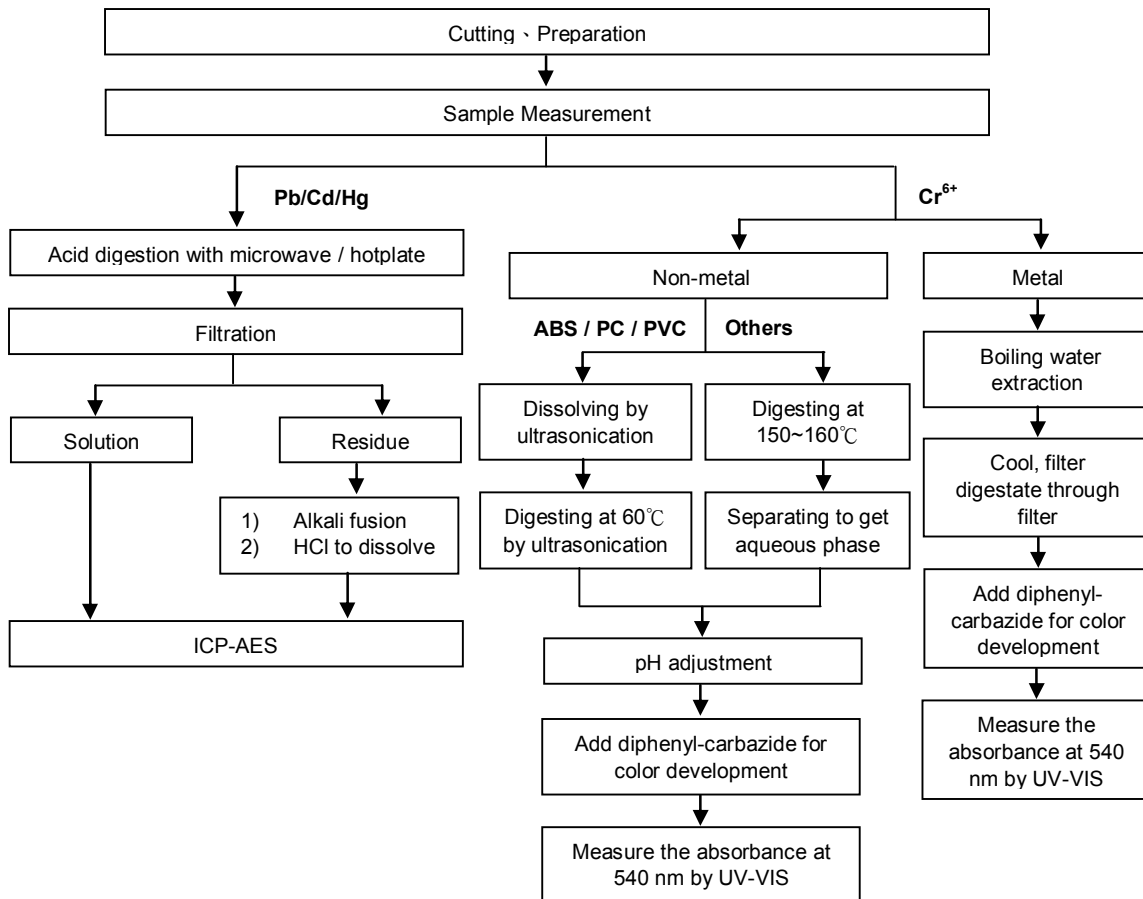 Cutting、Preparation
Sample Measurement
Pb/Cd/Hg
Cr6+
Acid digestion with microwave / hotplate
Filtration
Solution
Residue
1) Alkali fusion
2) HCl to dissolve
ICP-AES
Non-metal
ABS / PC / PVC
Others
Dissolving by
ultrasonication
Digesting at 60℃
by ultrasonication
Digesting at
150~160℃
Separating to get
aqueous phase
pH adjustment
Add diphenyl-carbazide for
color development
Measure the absorbance at
540 nm by UV-VIS
Metal
Boiling water
extraction
Cool, filter
digestate through
filter
Add diphenyl-
carbazide for color
development
Measure the
absorbance at 540
nm by UV-VIS